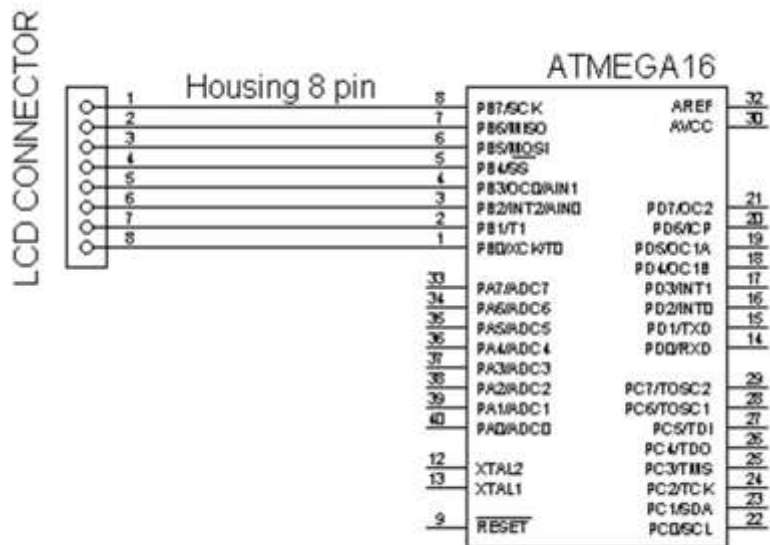 LCD CONNECTOR
Housing 8 pin
ATMEGA16
1 8 PB7/SCK
2 7 PB6/MISO
3 6 PB5/MOSI
4 5 PB4/SS
5 4 PB3/OC0/AIN1
6 3 PB2/INT2/AIN0
7 2 PB1/T1
8 1 PB0/XCK/T0
33 PA7/ADC7
34 PA6/ADC6
35 PA5/ADC5
36 PA4/ADC4
37 PA3/ADC3
38 PA2/ADC2
39 PA1/ADC1
40 PA0/ADC0
12 XTAL2
13 XTAL1
9 RESET
AREF 32
AVCC 30
PD7/OC2 21
PD6/ICP 20
PD5/OC1A 19
PD4/OC1B 18
PD3/INT1 17
PD2/INT0 16
PD1/TXD 15
PD0/RXD 14
PC7/TOSC2 29
PC6/TOSC1 28
PC5/TDI 27
PC4/TDO 26
PC3/TMS 25
PC2/TCK 24
PC1/SDA 23
PC0/SCL 22